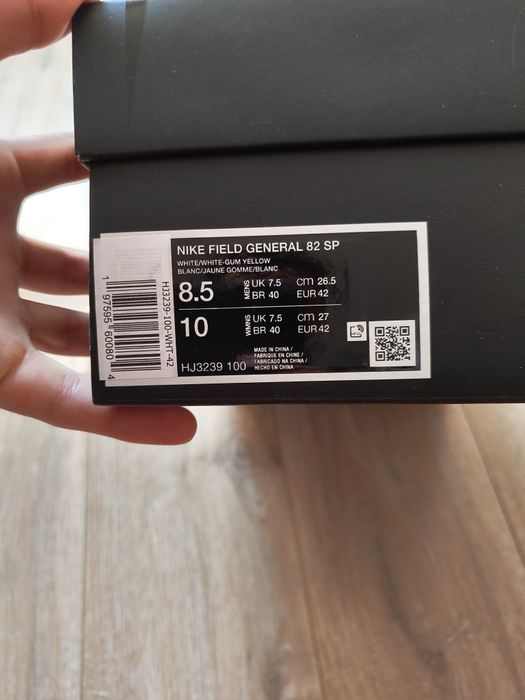 NIKE FIELD GENERAL 82 SP
WHITE/WHITE-GUM YELLOW
BLANC/JAUNE GOMME/BLANC
8.5 MENS UK 7.5 CM 26.5
BR 40 EUR 42
10 WMNS UK 7.5 CM 27
BR 40 EUR 42
MADE IN CHINA /
FABRIQUE EN CHINE /
FABRICADO NA CHINA /
HECHO EN CHINA
HJ3239 100
HJ3239-100-WHT-42
1 97595 60080 4